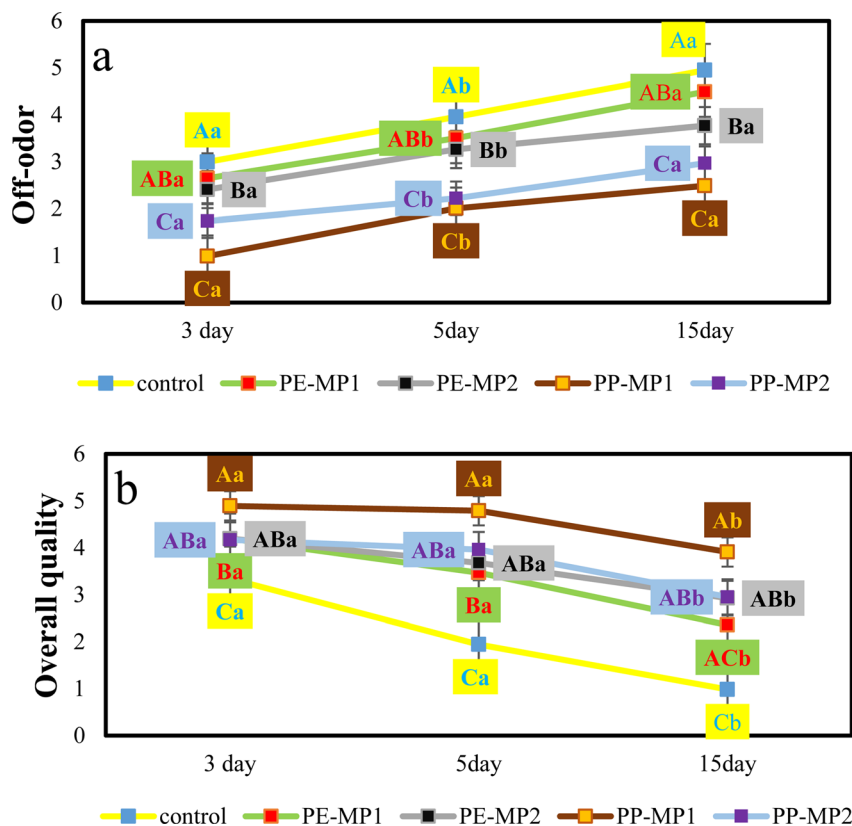 6
5
4
3
2
1
0
Off-odor
a
Aa
ABa
Ba
Ca
Ca
Ab
ABb
Bb
Cb
Cb
Aa
ABa
Ba
Ca
Ca
3 day 5day 15day
control PE-MP1 PE-MP2 PP-MP1 PP-MP2
6
5
4
3
2
1
0
Overall quality
b
Aa
ABa ABa
Ba
Ca
Aa
ABa ABa
Ba
Ca
Ab
ABb ABb
ACb
Cb
3 day 5day 15day
control PE-MP1 PE-MP2 PP-MP1 PP-MP2